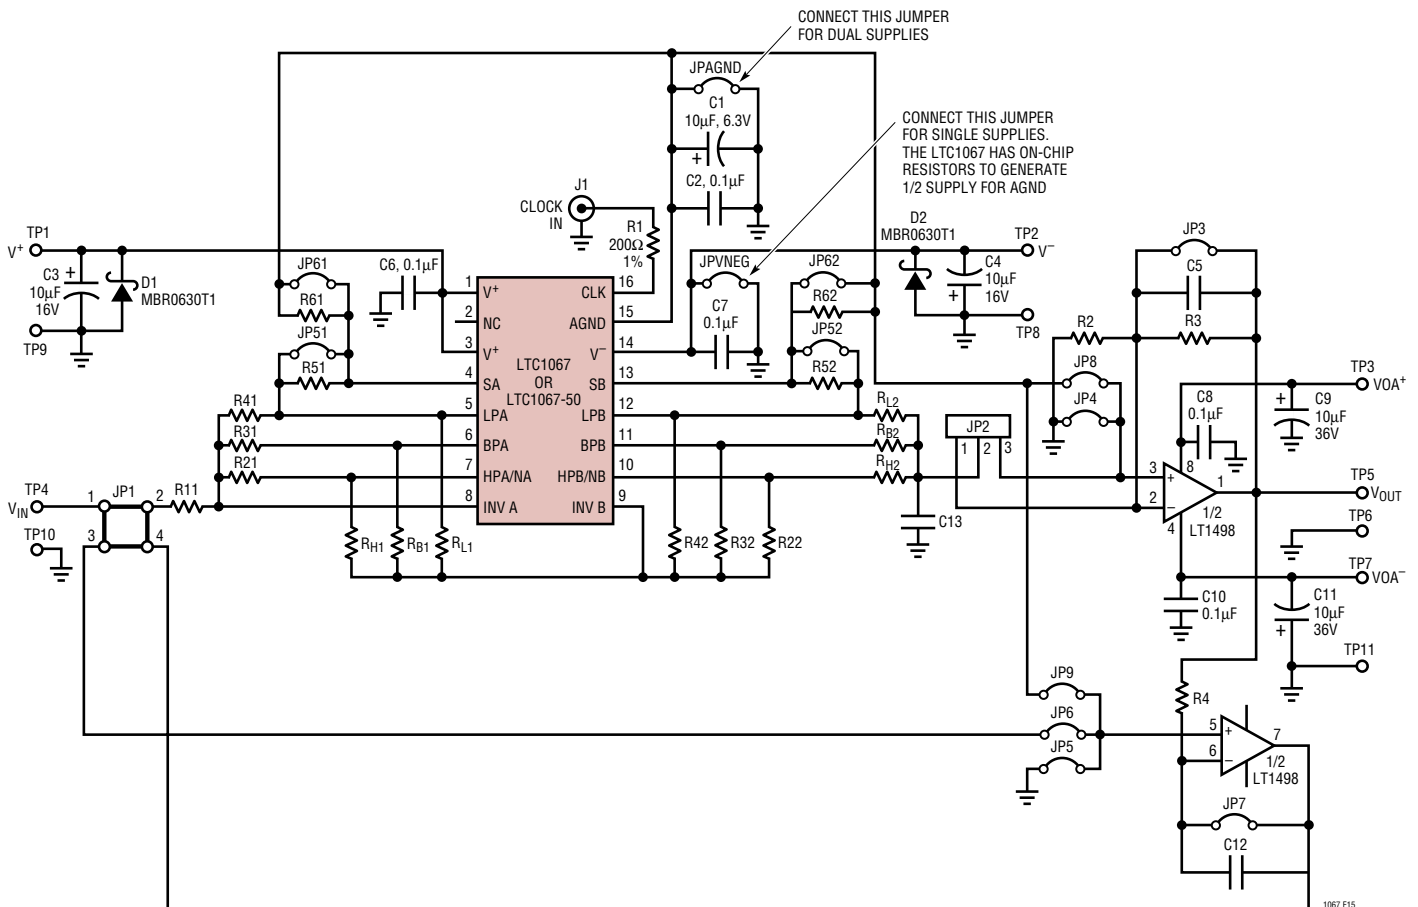 CONNECT THIS JUMPER
FOR DUAL SUPPLIES
JPAGND
C1
10µF, 6.3V
+
C2, 0.1µF
CONNECT THIS JUMPER
FOR SINGLE SUPPLIES.
THE LTC1067 HAS ON-CHIP
RESISTORS TO GENERATE
1/2 SUPPLY FOR AGND
J1
CLOCK
IN
R1
200Ω
1%
TP1
V+
C3
10µF
16V
+
D1
MBR0630T1
TP9
C6, 0.1µF
JP61
R61
JP51
R51
JPVNEG
C7
0.1µF
JP62
R62
JP52
R52
D2
MBR0630T1
C4
10µF
16V
+
TP2
V−
TP8
1
V+
2
NC
3
V+
4
SA
5
LPA
6
BPA
7
HPA/NA
8
INV A
LTC1067
OR
LTC1067-50
16
CLK
15
AGND
14
V−
13
SB
12
LPB
11
BPB
10
HPB/NB
9
INV B
R41
R31
R21
R11
TP4
VIN
TP10
1
JP1
2
3
4
RH1
RB1
RL1
R42
R32
R22
RL2
RB2
RH2
C13
JP2
1
2
3
JP3
C5
R3
R2
JP8
JP4
C8
0.1µF
+
C9
10µF
36V
TP3
VOA+
3
+
2
−
8
1
4
1/2
LT1498
TP5
VOUT
TP6
TP7
VOA−
C10
0.1µF
C11
10µF
36V
+
TP11
R4
JP9
JP6
JP5
5
+
6
−
7
1/2
LT1498
JP7
C12
1067 F15